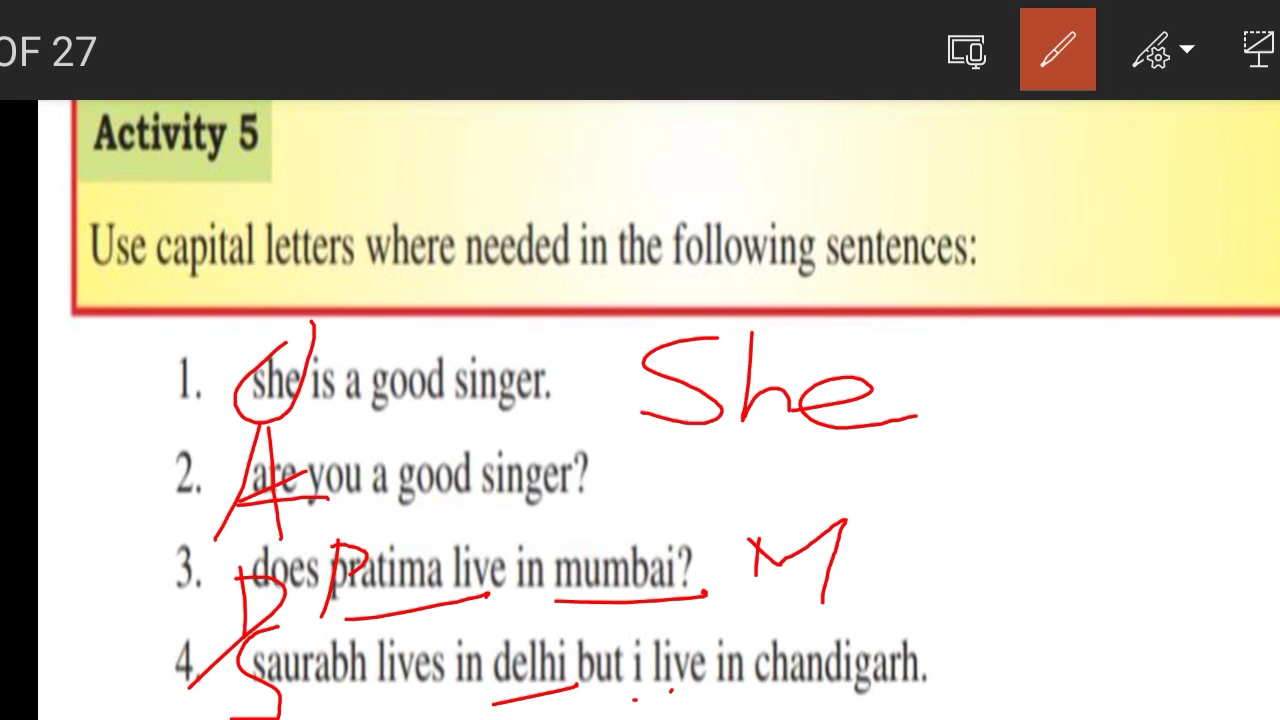 OF 27
Activity 5
Use capital letters where needed in the following sentences:
1. she is a good singer. She
2. are you a good singer? A
3. does pratima live in mumbai? D P M
4. saurabh lives in delhi but i live in chandigarh. S